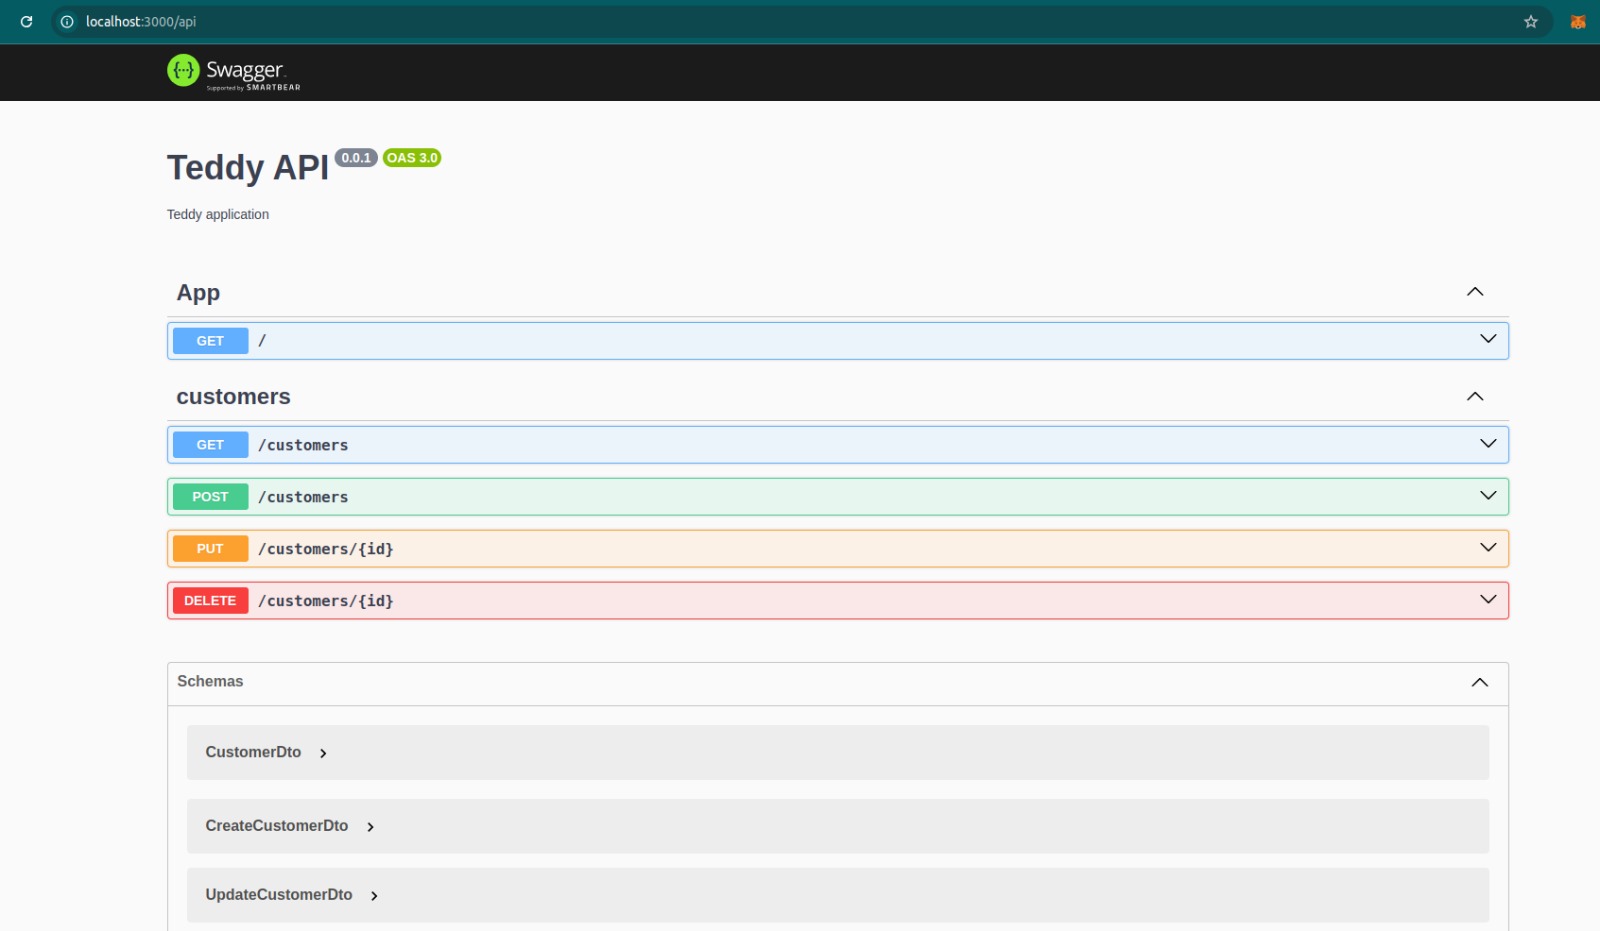 localhost:3000/api
{···} Swagger
Supported by SMARTBEAR
Teddy API 0.0.1 OAS 3.0
Teddy application
App
GET /
customers
GET /customers
POST /customers
PUT /customers/{id}
DELETE /customers/{id}
Schemas
CustomerDto
CreateCustomerDto
UpdateCustomerDto